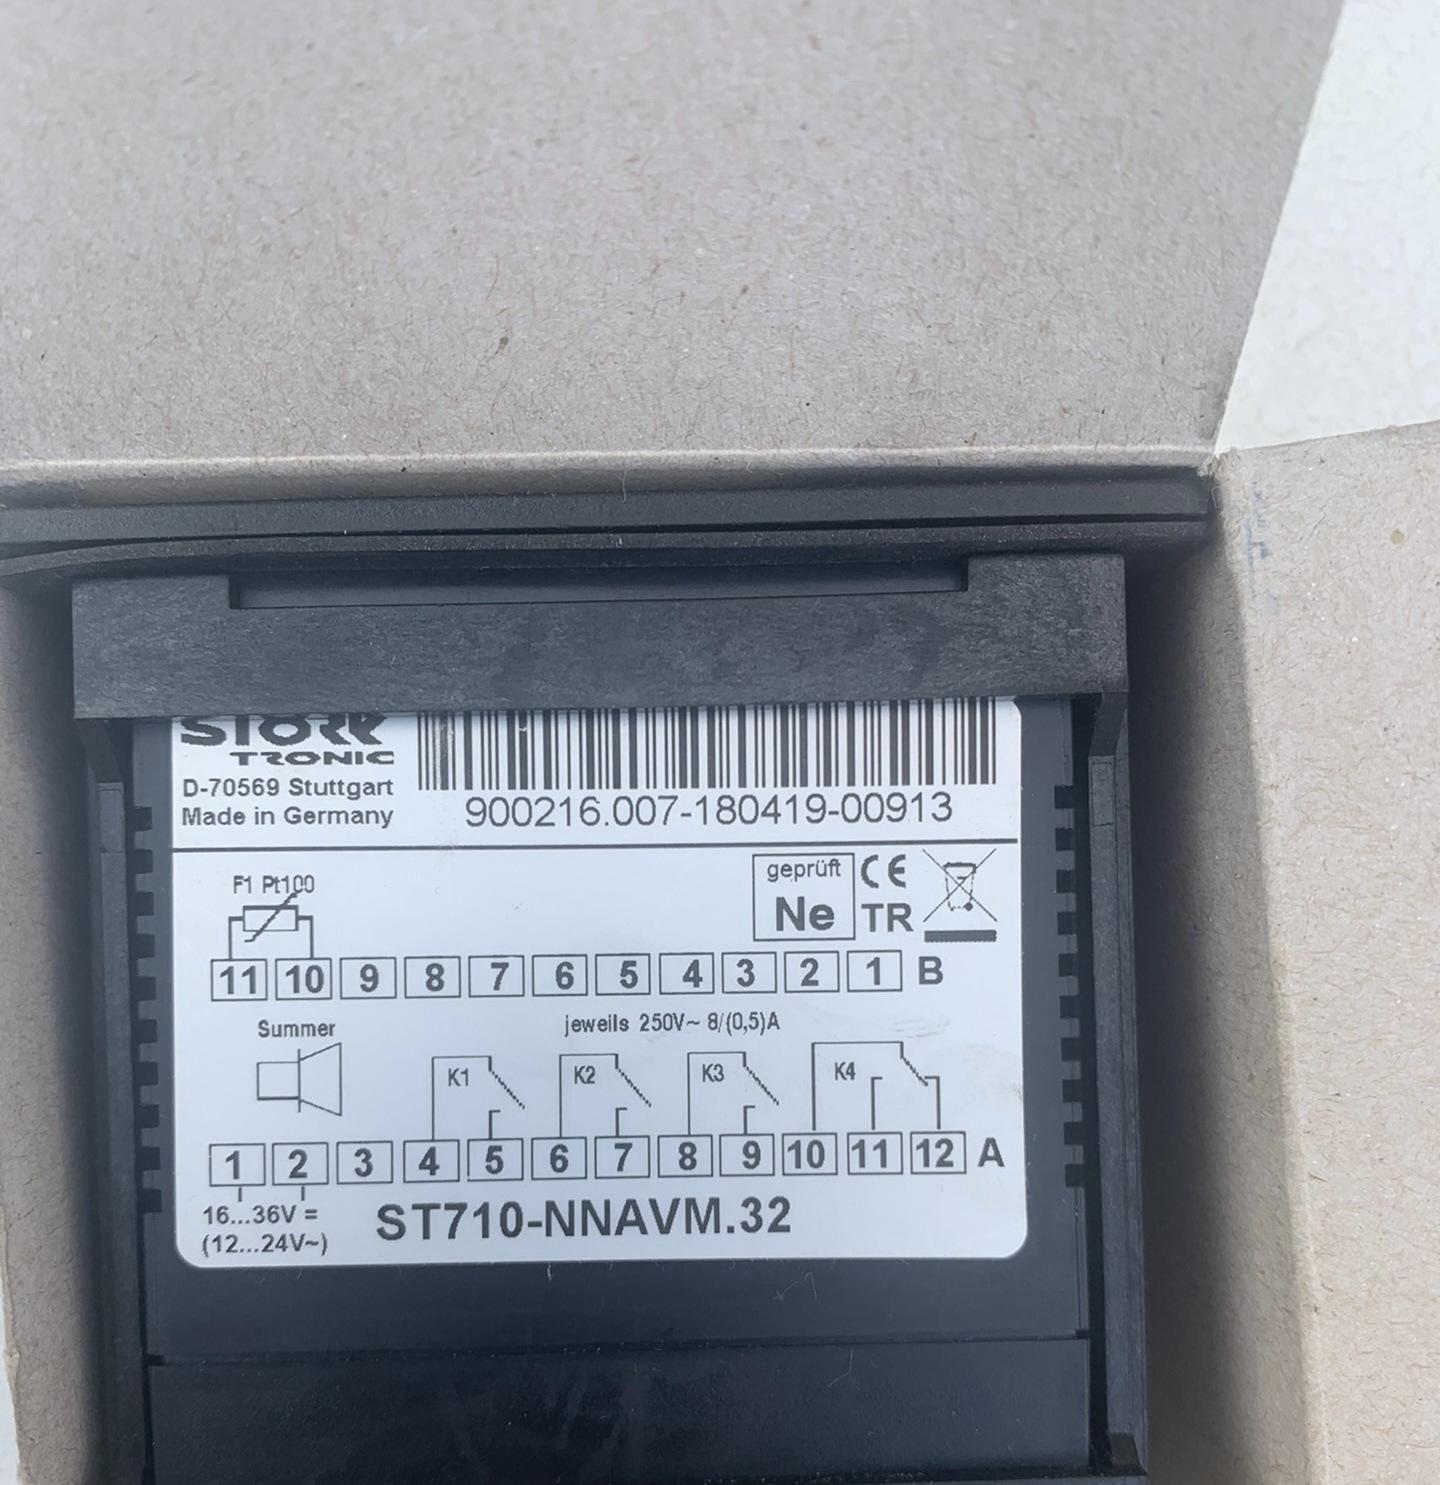 STÖRK
TRONIC
D-70569 Stuttgart
Made in Germany
900216.007-180419-00913
F1 Pt100
geprüft
Ne
CE
TR
11 10 9 8 7 6 5 4 3 2 1 B
Summer
jeweils 250V~ 8/(0,5)A
K1 K2 K3 K4
1 2 3 4 5 6 7 8 9 10 11 12 A
16...36V =
(12...24V~)
ST710-NNAVM.32